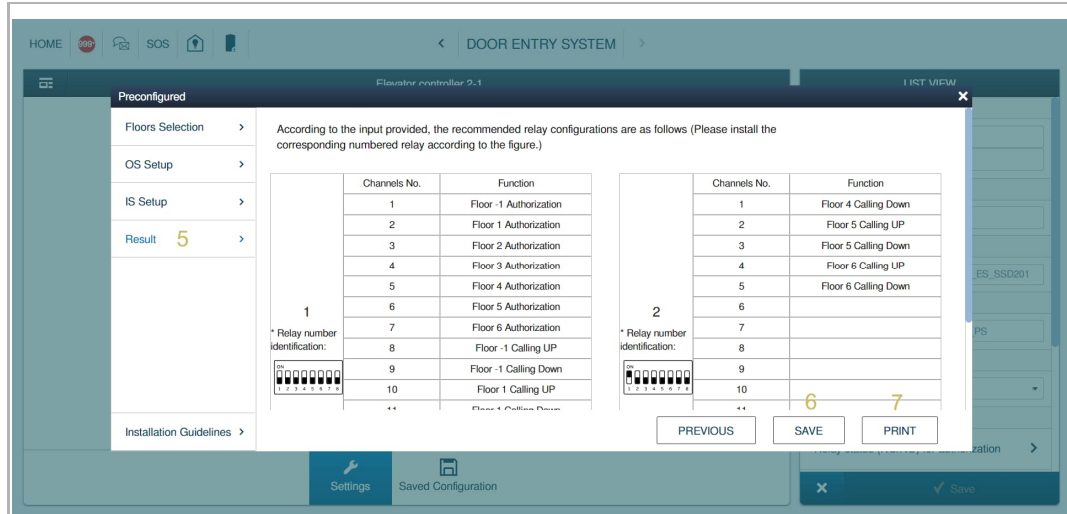 HOME 999+ SOS < DOOR ENTRY SYSTEM >
Elevator controller 2-1 LIST VIEW
Preconfigured ×
Floors Selection >
OS Setup >
IS Setup >
Result 5 >
Installation Guidelines >
According to the input provided, the recommended relay configurations are as follows (Please install the
corresponding numbered relay according to the figure.)
Channels No. Function
1 Floor -1 Authorization
2 Floor 1 Authorization
3 Floor 2 Authorization
4 Floor 3 Authorization
5 Floor 4 Authorization
6 Floor 5 Authorization
7 Floor 6 Authorization
8 Floor -1 Calling UP
9 Floor -1 Calling Down
10 Floor 1 Calling UP
11 Floor 1 Calling Down
1
* Relay number
identification:
ON
1 2 3 4 5 6 7 8
Channels No. Function
1 Floor 4 Calling Down
2 Floor 5 Calling UP
3 Floor 5 Calling Down
4 Floor 6 Calling UP
5 Floor 6 Calling Down
6
7
8
9
10
11
2
* Relay number
identification:
ON
1 2 3 4 5 6 7 8
6 7
PREVIOUS SAVE PRINT
_ES_SSD201
PS
Settings Saved Configuration
× ✓ Save